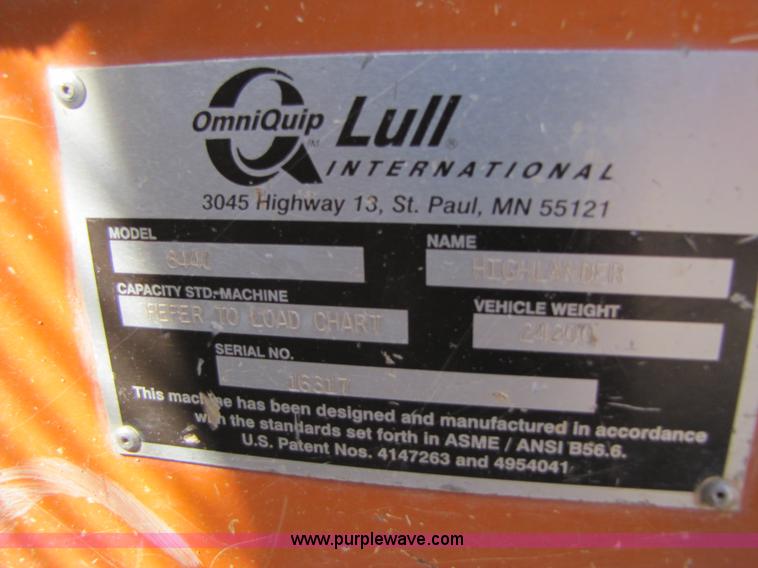 OmniQuip TM Lull ®
INTERNATIONAL
3045 Highway 13, St. Paul, MN 55121
MODEL NAME
HIGHLANDER
CAPACITY STD.-MACHINE VEHICLE WEIGHT
REFER TO LOAD CHART
SERIAL NO.
16317
This machine has been designed and manufactured in accordance
with the standards set forth in ASME / ANSI B56.6.
U.S. Patent Nos. 4147263 and 4954041
www.purplewave.com